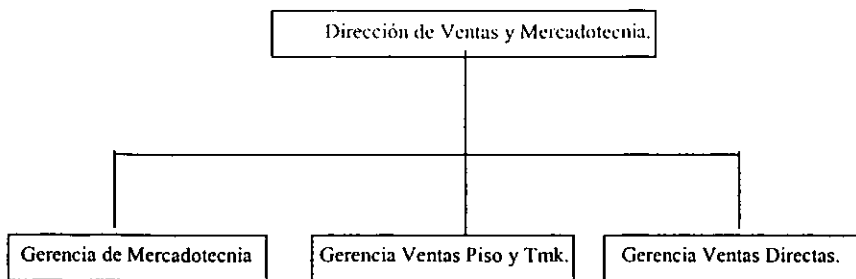 Dirección de Ventas y Mercadotecnia.
Gerencia de Mercadotecnia
Gerencia Ventas Piso y Tmk.
Gerencia Ventas Directas.